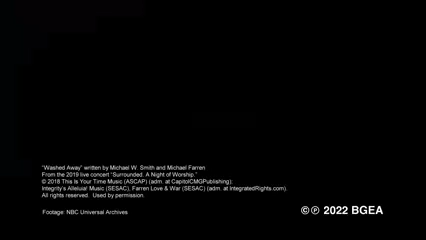 "Washed Away" written by Michael W. Smith and Michael Farren
From the 2019 live concert "Surrounded. A Night of Worship."
© 2018 This Is Your Time Music (ASCAP) (adm. at CapitolCMGPublishing):
Integrity's Alleluia! Music (SESAC), Farren Love & War (SESAC) (adm. at IntegratedRights.com).
All rights reserved. Used by permission.
Footage: NBC Universal Archives
©℗ 2022 BGEA